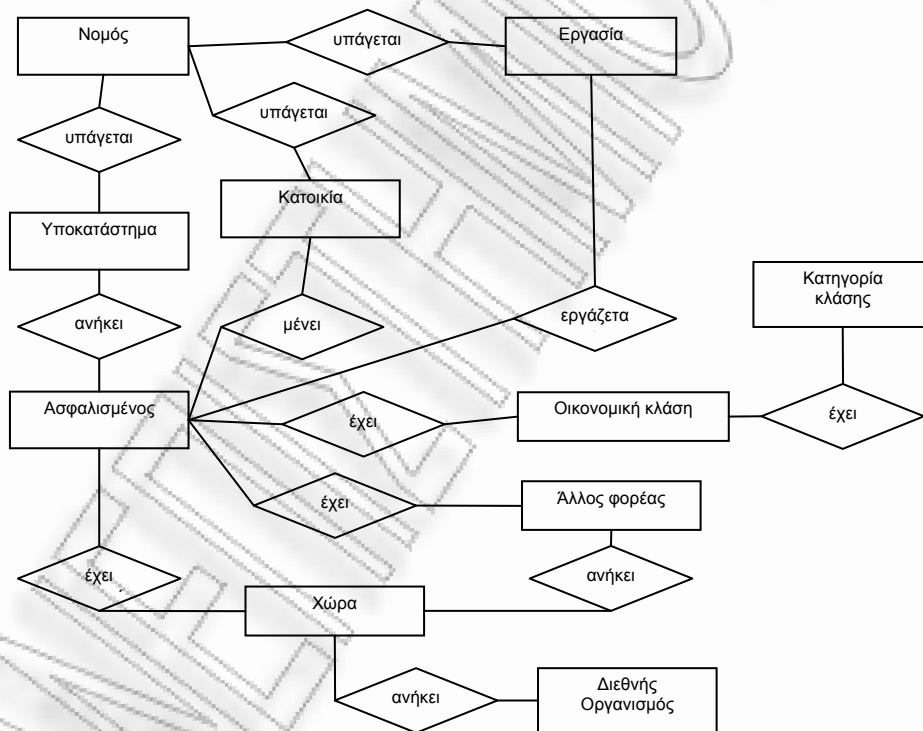 Νομός
υπάγεται
Εργασία
υπάγεται
υπάγεται
Κατοικία
Υποκατάστημα
Κατηγορία
κλάσης
ανήκει
μένει
εργάζετα
Ασφαλισμένος
έχει
Οικονομική κλάση
έχει
έχει
Άλλος φορέας
έχει
ανήκει
Χώρα
ανήκει
Διεθνής
Οργανισμός